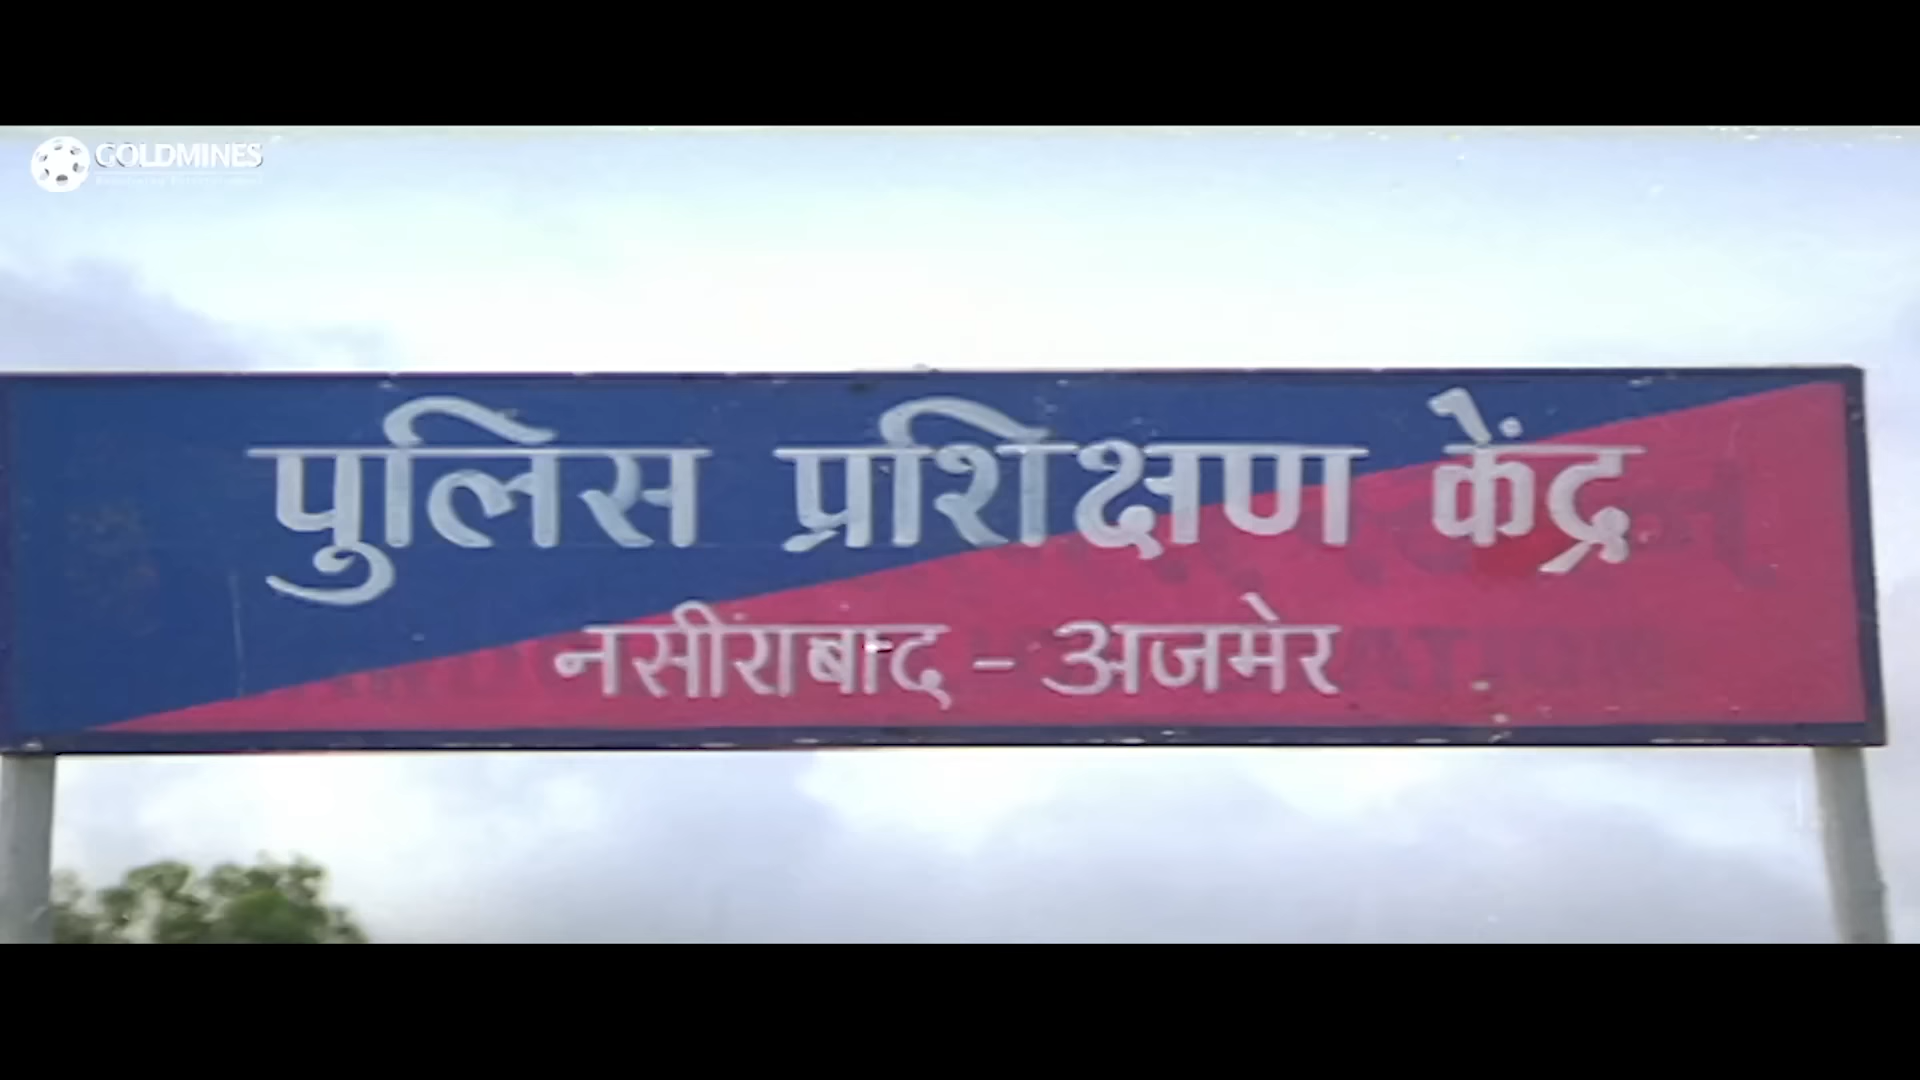 GOLDMINES
पुलिस प्रशिक्षण केंद्र
नसीराबाद - अजमेर